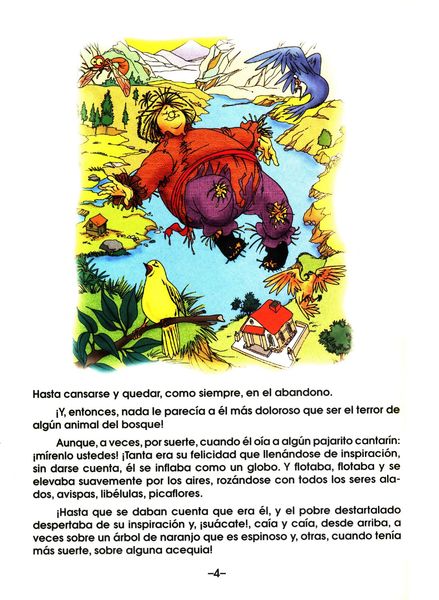 Hasta cansarse y quedar, como siempre, en el abandono.
¡Y, entonces, nada le parecía a él más doloroso que ser el terror de
algún animal del bosque!
Aunque, a veces, por suerte, cuando él oía a algún pajarito cantarín:
¡mírenlo ustedes! ¡Tanta era su felicidad que llenándose de inspiración,
sin darse cuenta, él se inflaba como un globo. Y flotaba, flotaba y se
elevaba suavemente por los aires, rozándose con todos los seres ala-
dos, avispas, libélulas, picaflores.
¡Hasta que se daban cuenta que era él, y el pobre destartalado
despertaba de su inspiración y, ¡suácate!, caía y caía, desde arriba, a
veces sobre un árbol de naranjo que es espinoso y, otras, cuando tenía
más suerte, sobre alguna acequia!
–4–